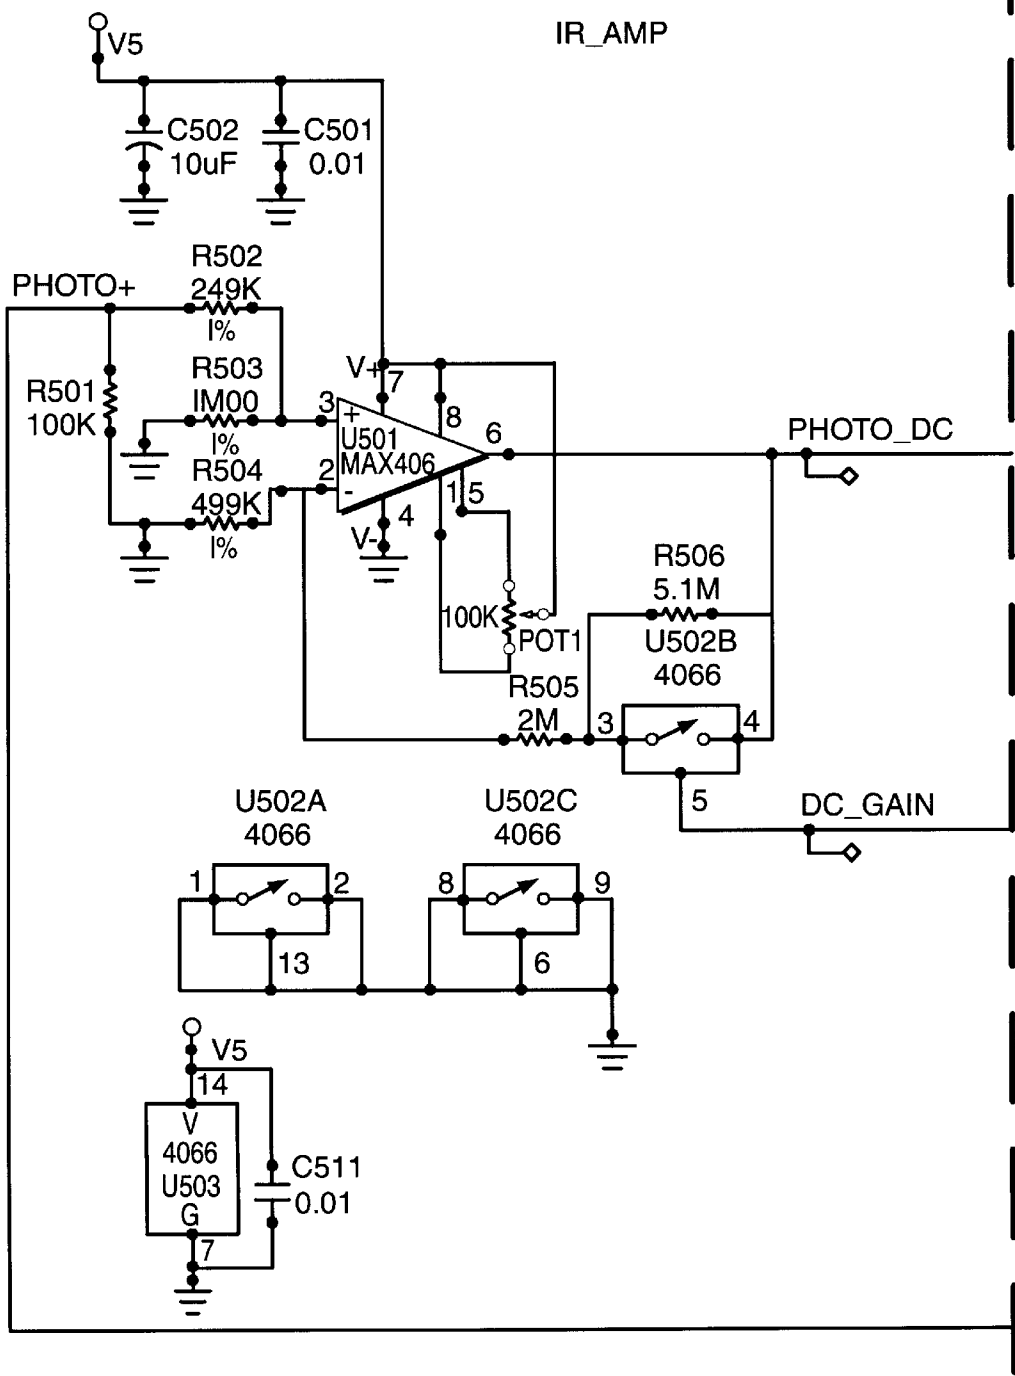 IR_AMP
V5
C502
10uF
C501
0.01
R502
249K
I%
PHOTO+
R503
IM00
I%
R501
100K
R504
499K
I%
V+
7
8
3
+
U501
MAX406
2
-
6
1
5
4
V-
PHOTO_DC
100K
POT1
R506
5.1M
U502B
4066
R505
2M
3
4
5
DC_GAIN
U502A
4066
1
2
13
U502C
4066
8
9
6
V5
14
V
4066
U503
G
7
C511
0.01